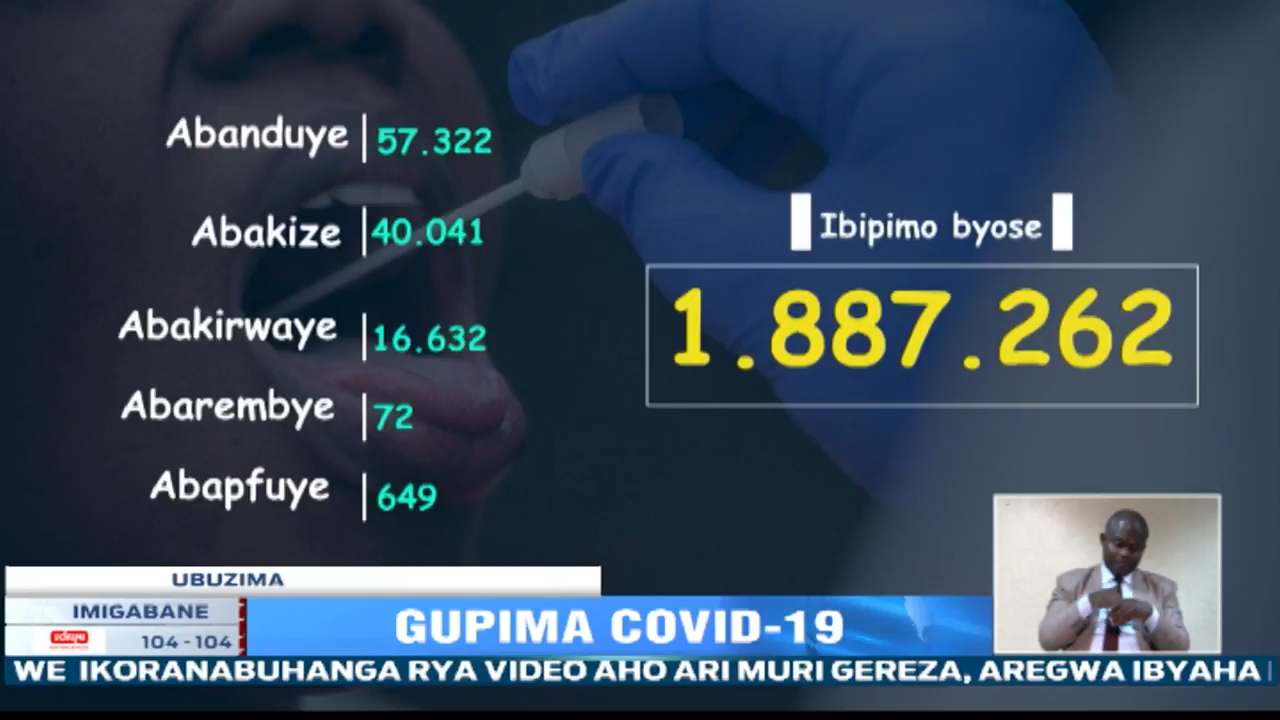 Abanduye 57.322
Abakize 40.041
Abakirwaye 16.632
Abarembye 72
Abapfuye 649
Ibipimo byose
1.887.262
UBUZIMA
IMIGABANE
104 - 104
GUPIMA COVID-19
WE IKORANABUHANGA RYA VIDEO AHO ARI MURI GEREZA, AREGWA IBYAHA